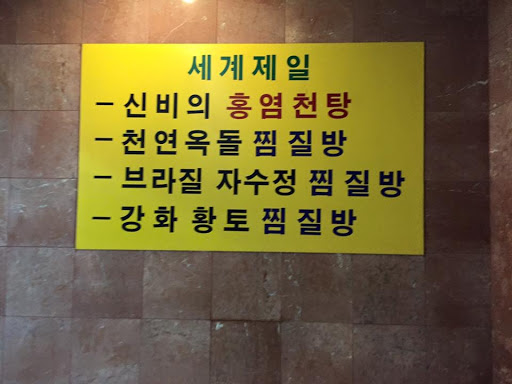 세계제일
- 신비의 홍염천탕
- 천연옥돌 찜질방
- 브라질 자수정 찜질방
- 강화 황토 찜질방